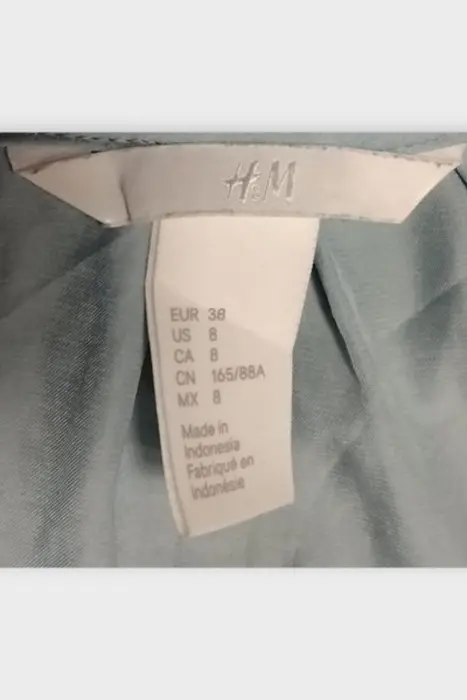 H&M
EUR 38
US 8
CA 8
CN 165/88A
MX 8
Made in
Indonesia
Fabriqué en
Indonésie